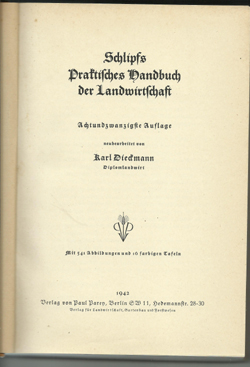 Schlipfs
Praktisches Handbuch
der Landwirtschaft
Achtundzwanzigste Auflage
neubearbeitet von
Karl Dieckmann
Diplomlandwirt
Mit 541 Abbildungen und 16 farbigen Tafeln
1942
Verlag von Paul Parey, Berlin SW 11, Hedemannstr. 28-30
Verlag für Landwirtschaft, Gartenbau und Forstwesen